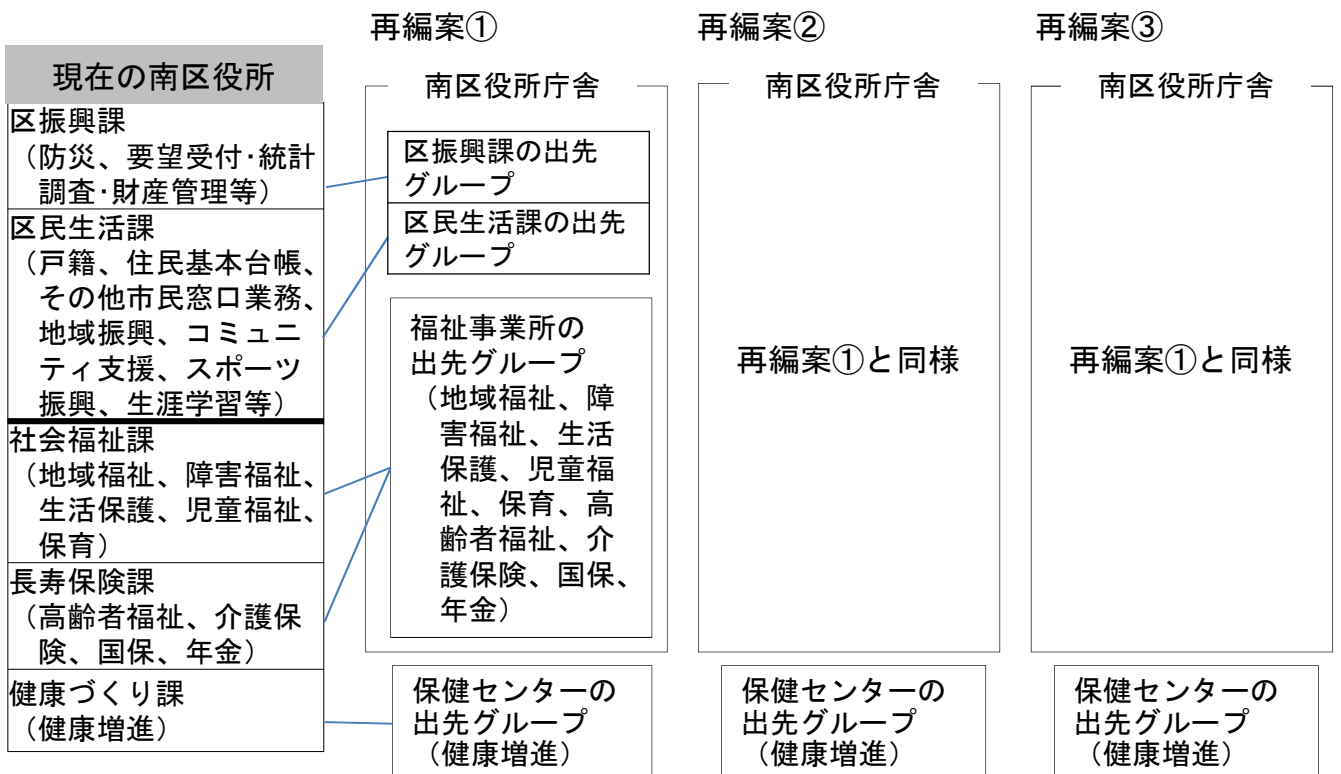 再編案①
再編案②
再編案③
現在の南区役所
区振興課
（防災、要望受付・統計
調査・財産管理等）
区民生活課
（戸籍、住民基本台帳、
その他市民窓口業務、
地域振興、コミュニ
ティ支援、スポーツ
振興、生涯学習等）
社会福祉課
（地域福祉、障害福祉、
生活保護、児童福祉、
保育）
長寿保険課
（高齢者福祉、介護保
険、国保、年金）
健康づくり課
（健康増進）
南区役所庁舎
区振興課の出先
グループ
区民生活課の出先
グループ
福祉事業所の
出先グループ
（地域福祉、障
害福祉、生活
保護、児童福
祉、保育、高
齢者福祉、介
護保険、国保、
年金）
保健センターの
出先グループ
（健康増進）
南区役所庁舎
再編案①と同様
保健センターの
出先グループ
（健康増進）
南区役所庁舎
再編案①と同様
保健センターの
出先グループ
（健康増進）